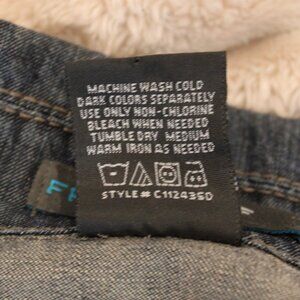 MACHINE WASH COLD
DARK COLORS SEPARATELY
USE ONLY NON-CHLORINE
BLEACH WHEN NEEDED
TUMBLE DRY MEDIUM
WARM IRON AS NEEDED
STYLE# C112435D